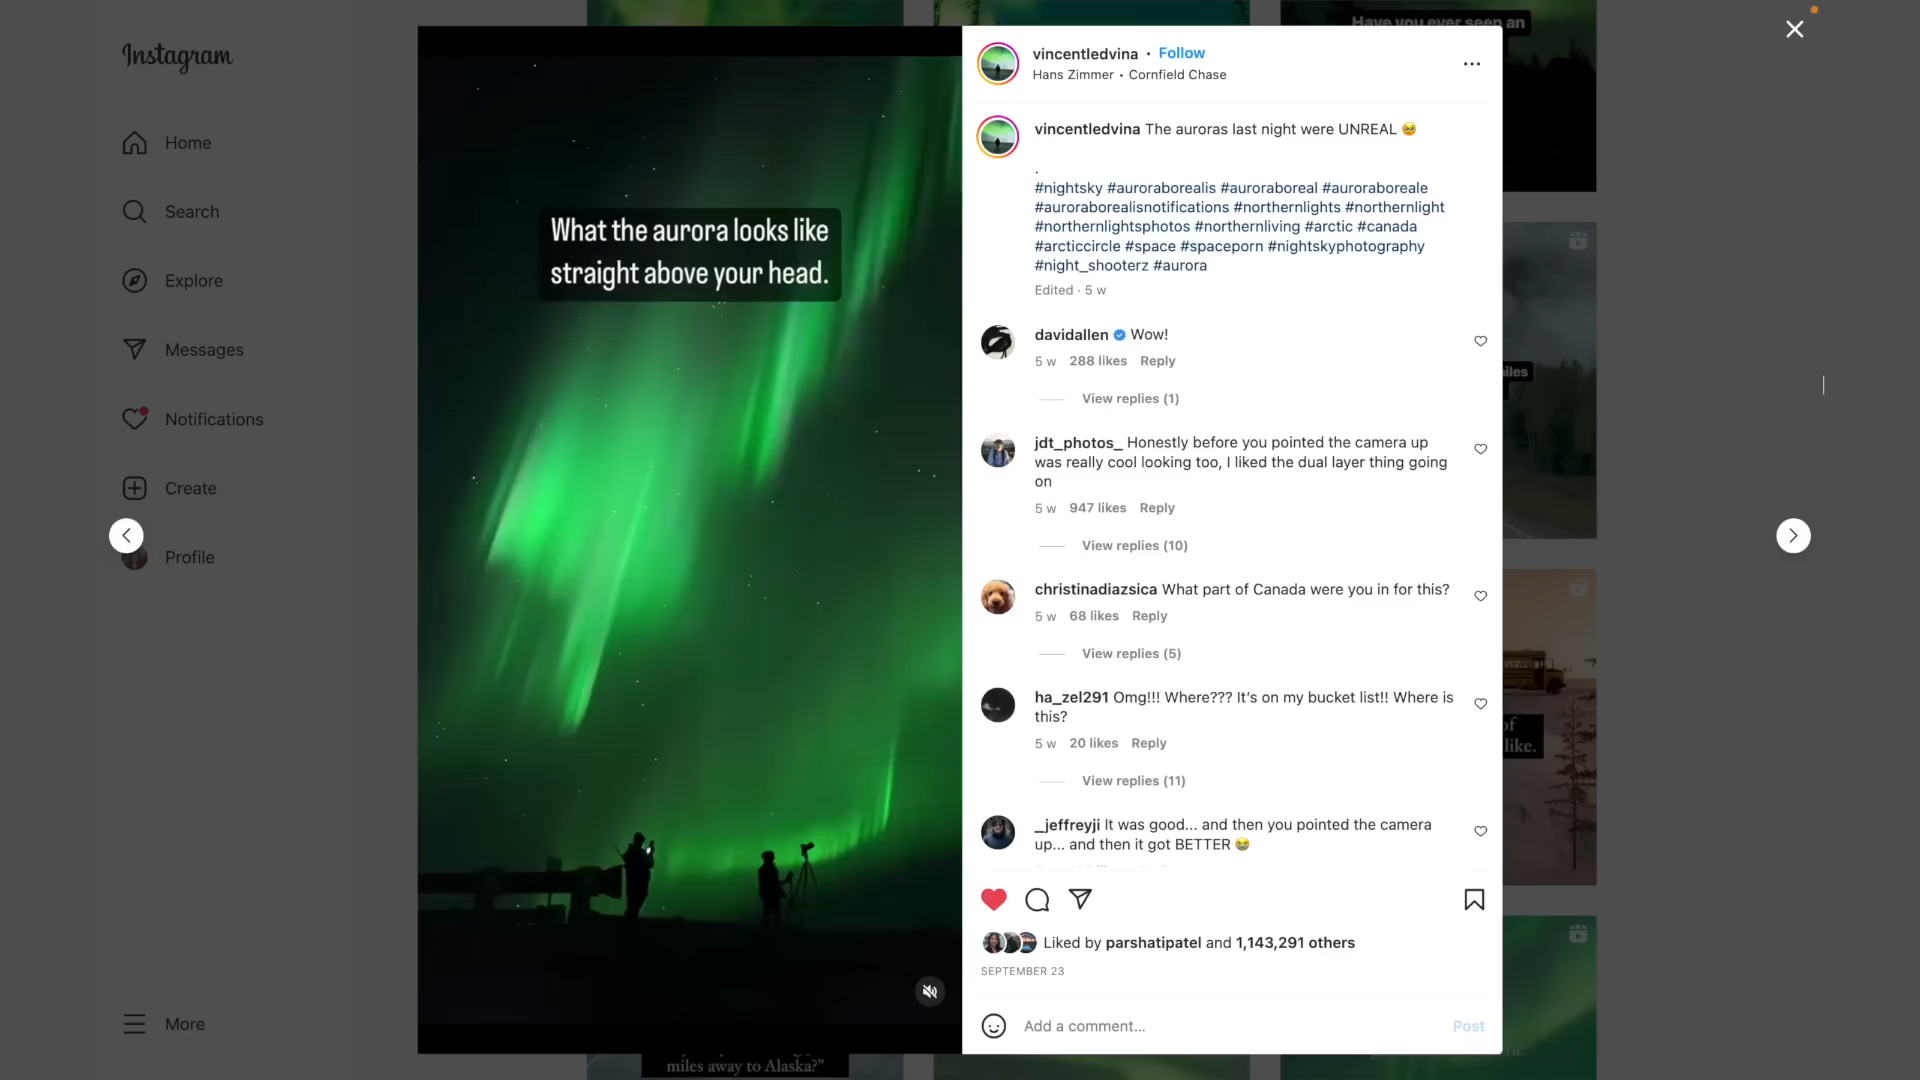 Instagram
Home
Search
Explore
Messages
Notifications
Create
Profile
More
What the aurora looks like
straight above your head.
vincentledvina • Follow
Hans Zimmer • Cornfield Chase
vincentledvina The auroras last night were UNREAL 🥹
.
#nightsky #auroraborealis #auroraboreal #auroraboreale
#auroraborealisnotifications #northernlights #northernlight
#northernlightsphotos #northernliving #arctic #canada
#arcticcircle #space #spaceporn #nightskyphotography
#night_shooterz #aurora
Edited · 5 w
davidallen Wow!
5 w 288 likes Reply
View replies (1)
jdt_photos_ Honestly before you pointed the camera up
was really cool looking too, I liked the dual layer thing going
on
5 w 947 likes Reply
View replies (10)
christinadiazsica What part of Canada were you in for this?
5 w 68 likes Reply
View replies (5)
ha_zel291 Omg!!! Where??? It's on my bucket list!! Where is
this?
5 w 20 likes Reply
View replies (11)
_jeffreyji It was good... and then you pointed the camera
up... and then it got BETTER 😭
Liked by parshatipatel and 1,143,291 others
SEPTEMBER 23
Add a comment...
Post
Have you ever seen an
of
like.
miles away to Alaska?"